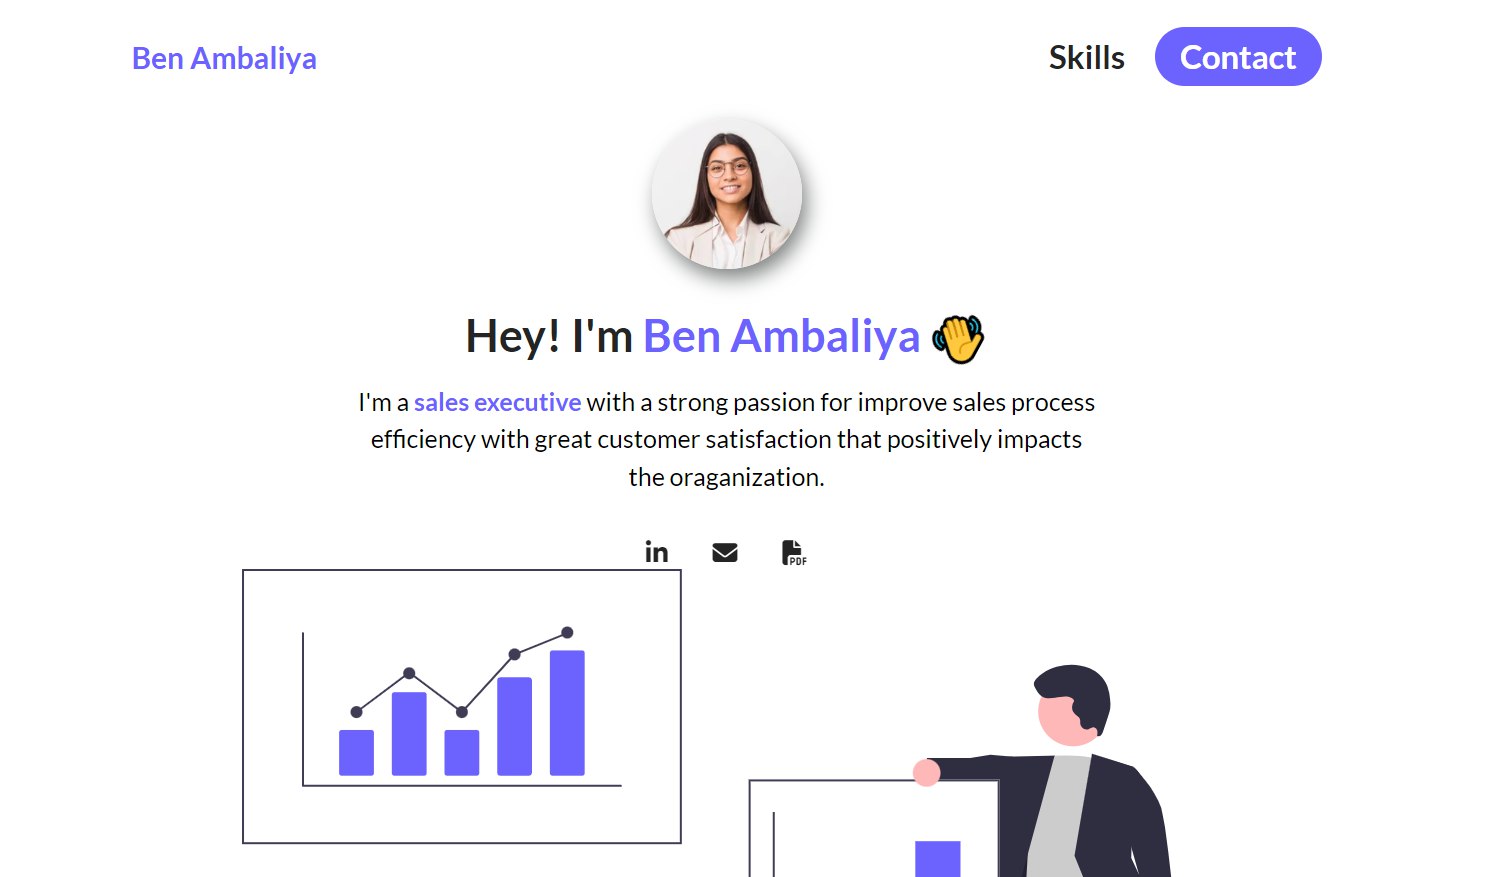 Ben Ambaliya
Skills
Contact
Hey! I'm Ben Ambaliya 👋
I'm a sales executive with a strong passion for improve sales process
efficiency with great customer satisfaction that positively impacts
the oraganization.
in
PDF